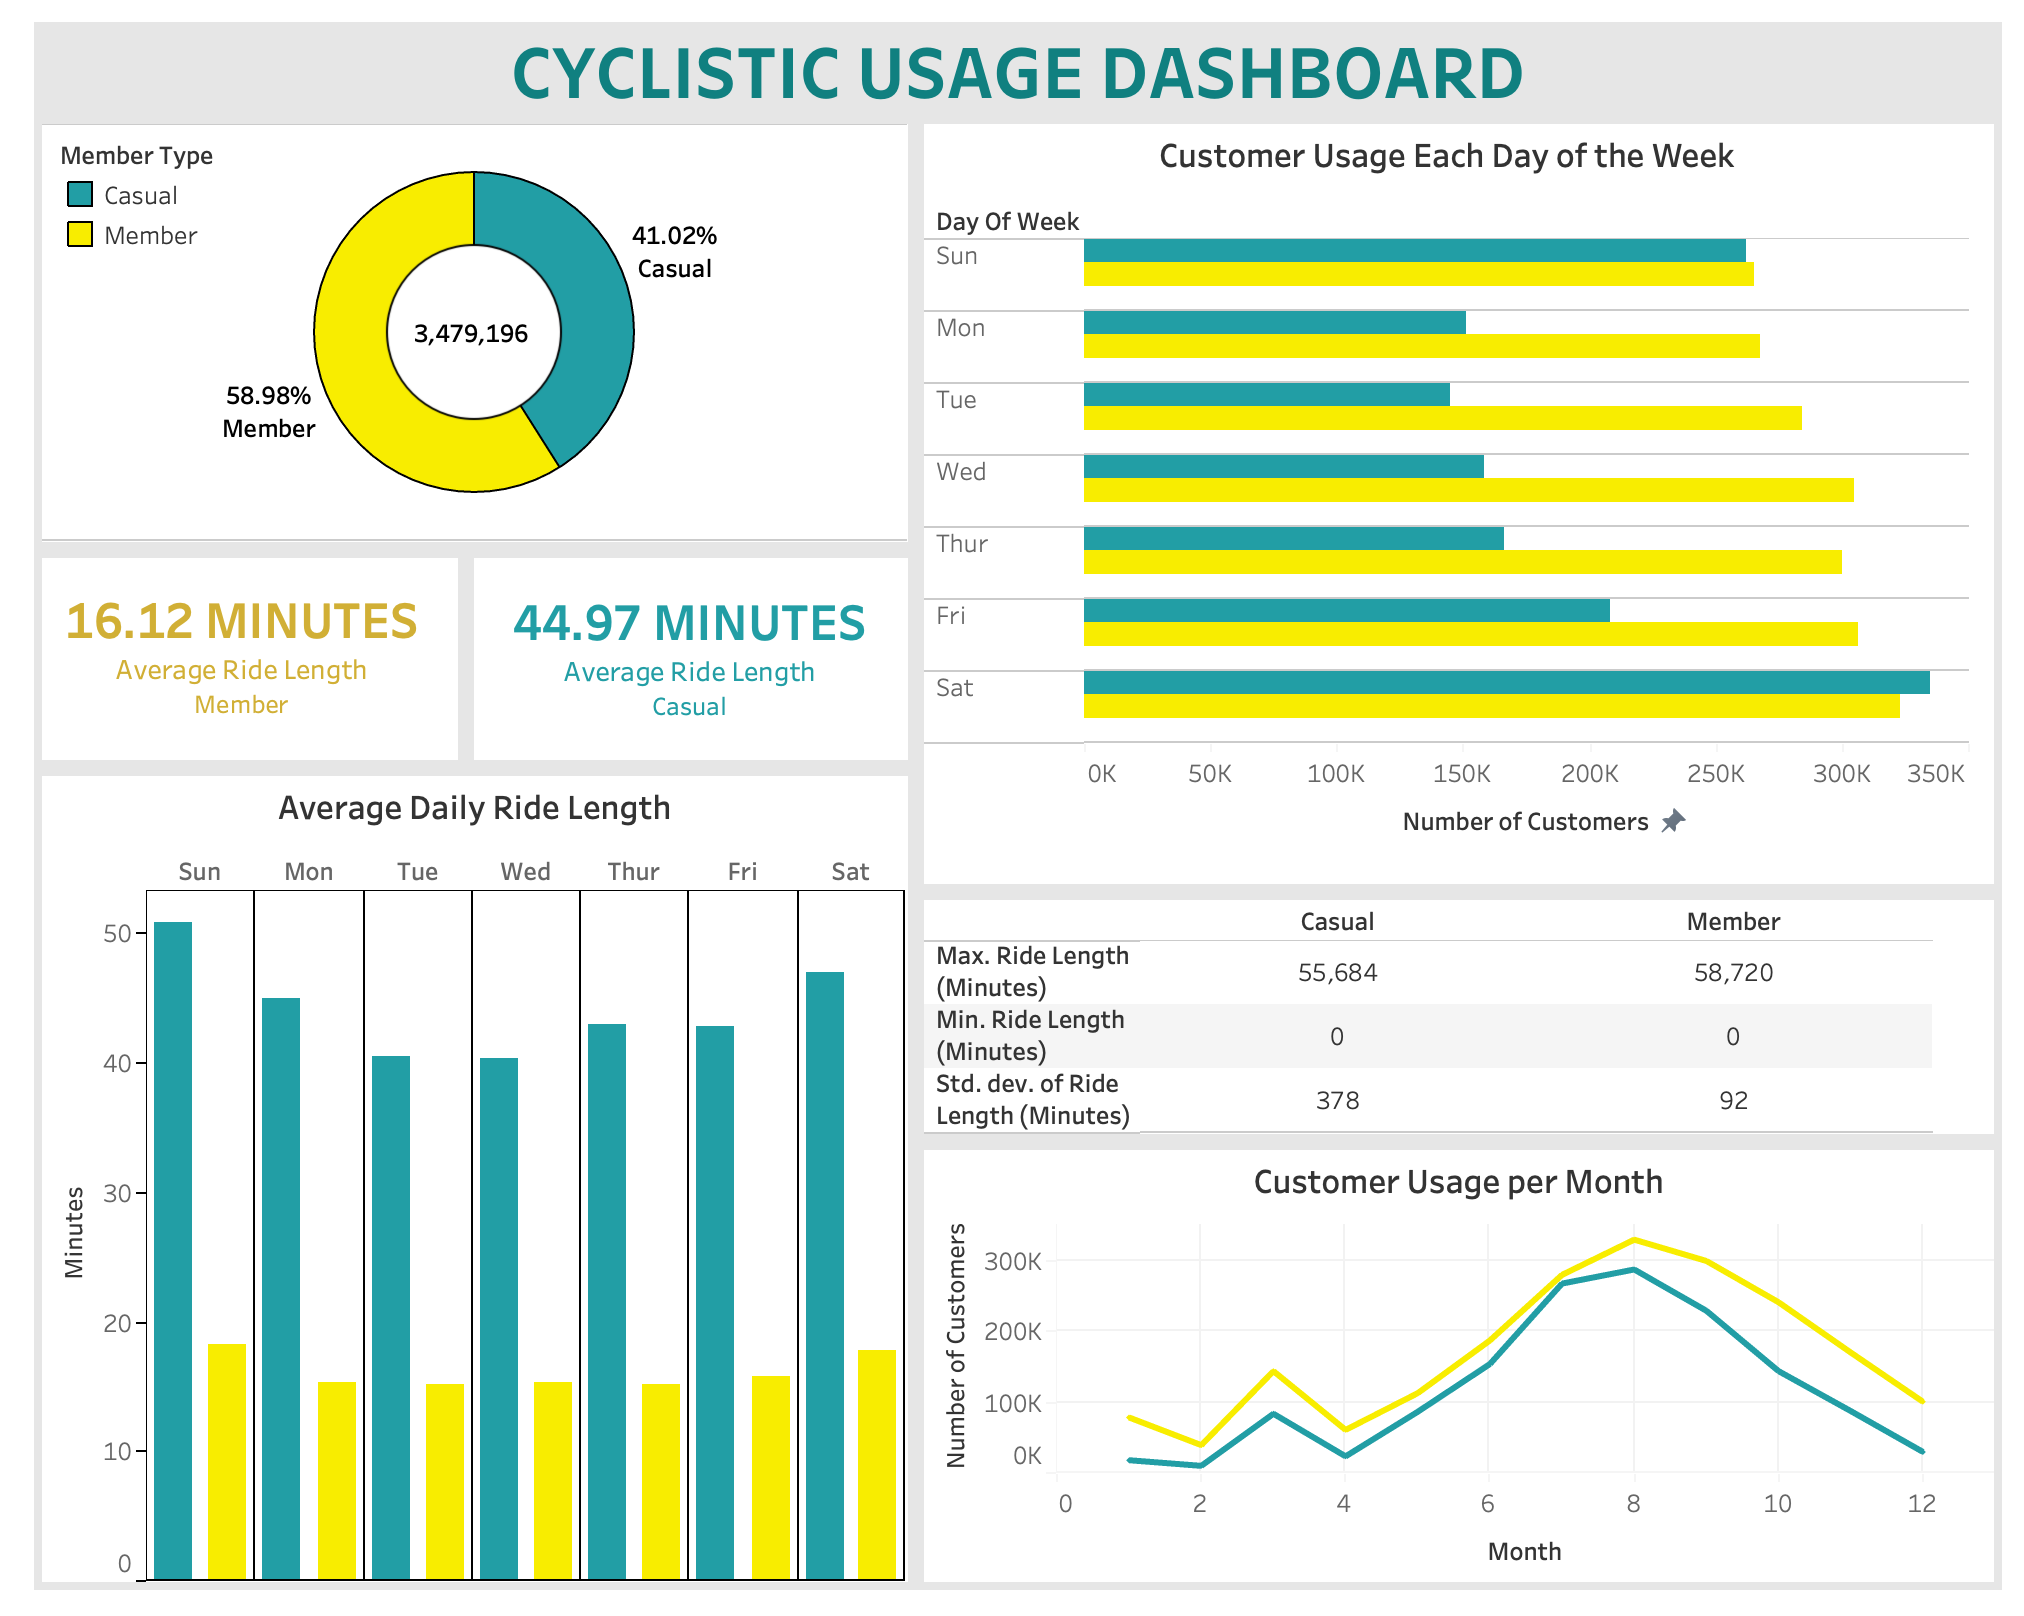 CYCLISTIC USAGE DASHBOARD
Member Type
Casual
Member
41.02%
Casual
3,479,196
58.98%
Member
16.12 MINUTES
Average Ride Length
Member
44.97 MINUTES
Average Ride Length
Casual
Average Daily Ride Length
Sun Mon Tue Wed Thur Fri Sat
50
40
30
20
10
0
Minutes
Customer Usage Each Day of the Week
Day Of Week
Sun
Mon
Tue
Wed
Thur
Fri
Sat
0K 50K 100K 150K 200K 250K 300K 350K
Number of Customers
Casual Member
Max. Ride Length
(Minutes)
55,684 58,720
Min. Ride Length
(Minutes)
0 0
Std. dev. of Ride
Length (Minutes)
378 92
Customer Usage per Month
Number of Customers
300K
200K
100K
0K
0 2 4 6 8 10 12
Month